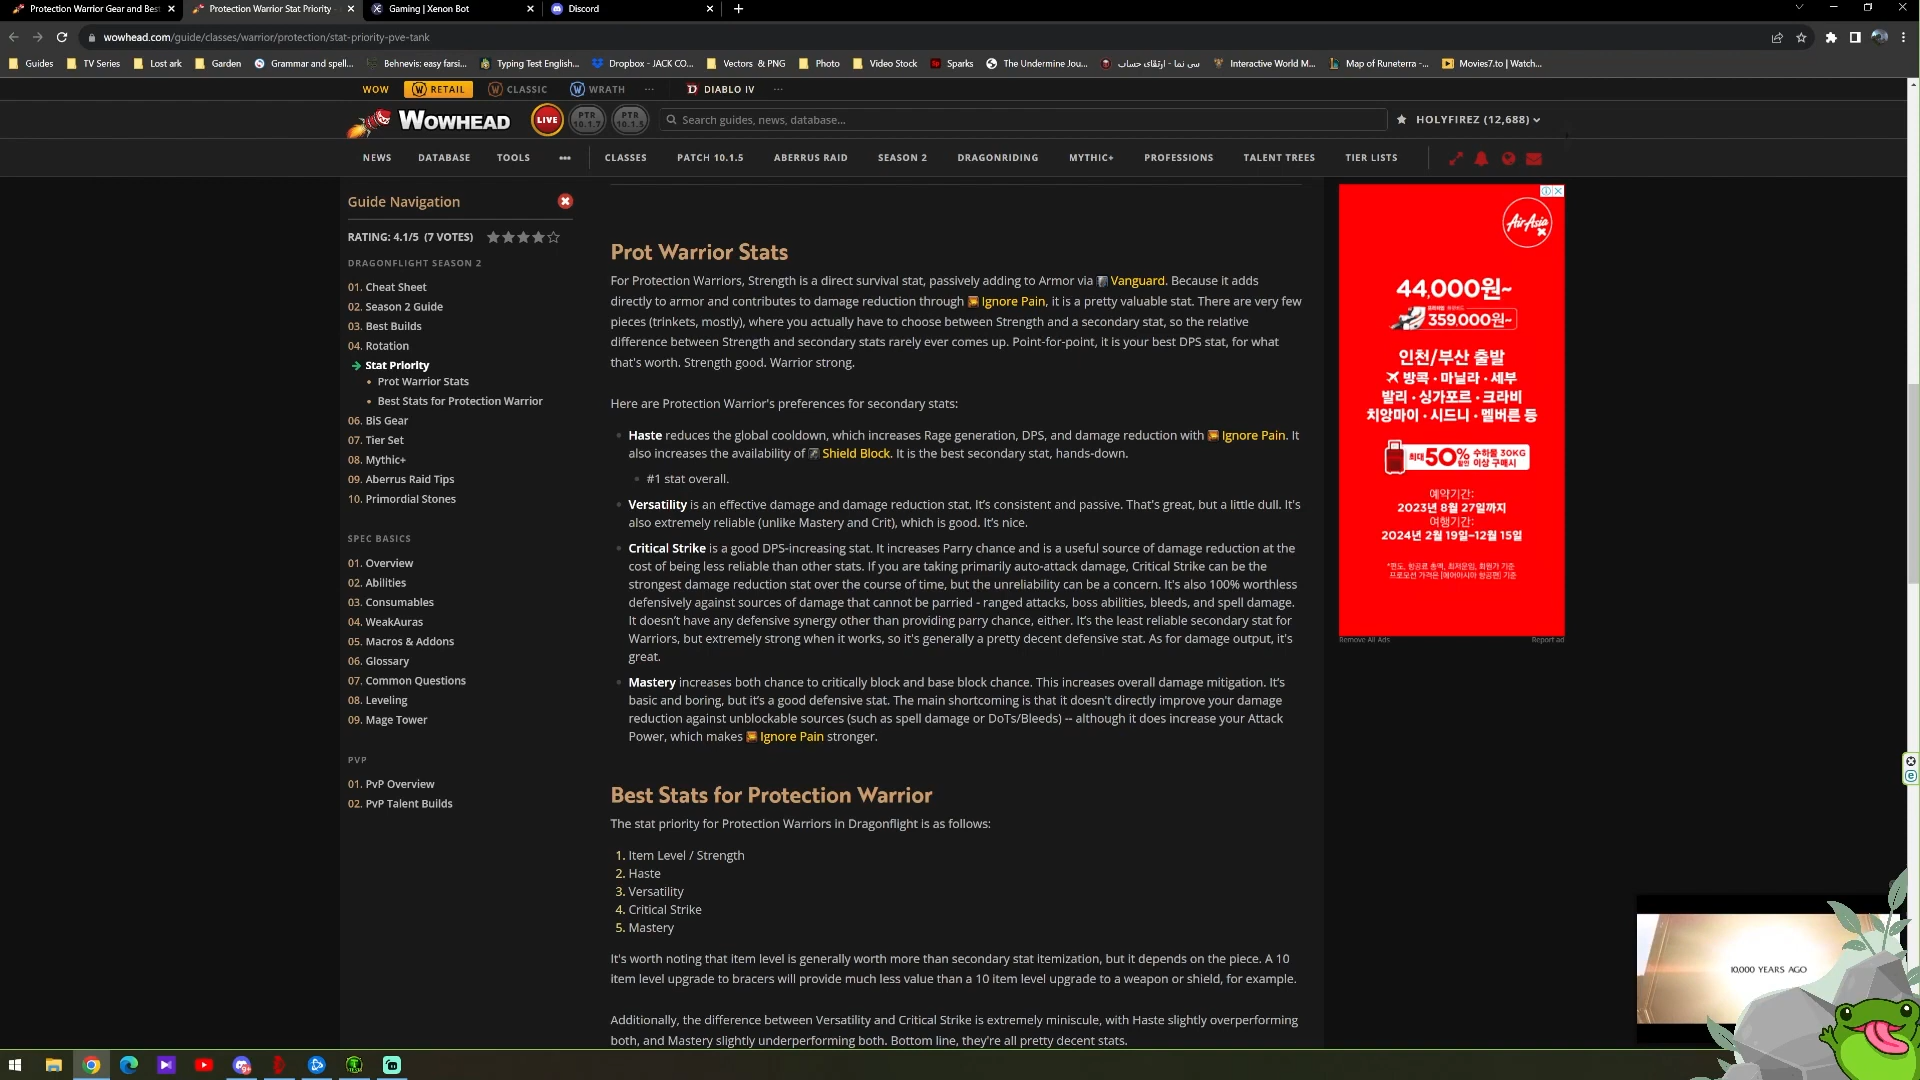 Protection Warrior Gear and Best
Protection Warrior Stat Priority
Gaming | Xenon Bot
Discord
wowhead.com/guide/classes/warrior/protection/stat-priority-pve-tank
Guides
TV Series
Lost ark
Garden
Grammar and spell...
Behnevis: easy farsi...
Typing Test English...
Dropbox - JACK CO...
Vectors & PNG
Photo
Video Stock
Sparks
The Undermine Jou...
سی نما - ارتقای حساب
Interactive World M...
Map of Runeterra -...
Movies7.to | Watch...
WOW
RETAIL
CLASSIC
WRATH
...
DIABLO IV
...
WOWHEAD
LIVE
PTR
10.1.7
PTR
10.1.5
Search guides, news, database...
HOLYFIREZ (12,688)
NEWS
DATABASE
TOOLS
CLASSES
PATCH 10.1.5
ABERRUS RAID
SEASON 2
DRAGONRIDING
MYTHIC+
PROFESSIONS
TALENT TREES
TIER LISTS
Guide Navigation
RATING: 4.1/5 (7 VOTES)
DRAGONFLIGHT SEASON 2
01. Cheat Sheet
02. Season 2 Guide
03. Best Builds
04. Rotation
Stat Priority
• Prot Warrior Stats
• Best Stats for Protection Warrior
06. BiS Gear
07. Tier Set
08. Mythic+
09. Aberrus Raid Tips
10. Primordial Stones
SPEC BASICS
01. Overview
02. Abilities
03. Consumables
04. WeakAuras
05. Macros & Addons
06. Glossary
07. Common Questions
08. Leveling
09. Mage Tower
PVP
01. PvP Overview
02. PvP Talent Builds
Prot Warrior Stats
For Protection Warriors, Strength is a direct survival stat, passively adding to Armor via Vanguard. Because it adds
directly to armor and contributes to damage reduction through Ignore Pain, it is a pretty valuable stat. There are very few
pieces (trinkets, mostly), where you actually have to choose between Strength and a secondary stat, so the relative
difference between Strength and secondary stats rarely ever comes up. Point-for-point, it is your best DPS stat, for what
that's worth. Strength good. Warrior strong.
Here are Protection Warrior's preferences for secondary stats:
• Haste reduces the global cooldown, which increases Rage generation, DPS, and damage reduction with Ignore Pain. It
also increases the availability of Shield Block. It is the best secondary stat, hands-down.
• #1 stat overall.
• Versatility is an effective damage and damage reduction stat. It's consistent and passive. That's great, but a little dull. It's
also extremely reliable (unlike Mastery and Crit), which is good. It's nice.
• Critical Strike is a good DPS-increasing stat. It increases Parry chance and is a useful source of damage reduction at the
cost of being less reliable than other stats. If you are taking primarily auto-attack damage, Critical Strike can be the
strongest damage reduction stat over the course of time, but the unreliability can be a concern. It's also 100% worthless
defensively against sources of damage that cannot be parried - ranged attacks, boss abilities, bleeds, and spell damage.
It doesn't have any defensive synergy other than providing parry chance, either. It's the least reliable secondary stat for
Warriors, but extremely strong when it works, so it's generally a pretty decent defensive stat. As for damage output, it's
great.
• Mastery increases both chance to critically block and base block chance. This increases overall damage mitigation. It's
basic and boring, but it's a good defensive stat. The main shortcoming is that it doesn't directly improve your damage
reduction against unblockable sources (such as spell damage or DoTs/Bleeds) -- although it does increase your Attack
Power, which makes Ignore Pain stronger.
Best Stats for Protection Warrior
The stat priority for Protection Warriors in Dragonflight is as follows:
1. Item Level / Strength
2. Haste
3. Versatility
4. Critical Strike
5. Mastery
It's worth noting that item level is generally worth more than secondary stat itemization, but it depends on the piece. A 10
item level upgrade to bracers will provide much less value than a 10 item level upgrade to a weapon or shield, for example.
Additionally, the difference between Versatility and Critical Strike is extremely miniscule, with Haste slightly overperforming
both, and Mastery slightly underperforming both. Bottom line, they're all pretty decent stats.
AirAsia
44,000원~
359,000원~
인천/부산 출발
방콕·마닐라·세부
발리·싱가포르·크라비
치앙마이·시드니·멜버른 등
최대 50% 할인 수하물 30KG 이상 구매시
예약기간:
2023년 8월 27일까지
여행기간:
2024년 2월 19일~12월 15일
Remove All Ads
Report ad
10,000 YEARS AGO